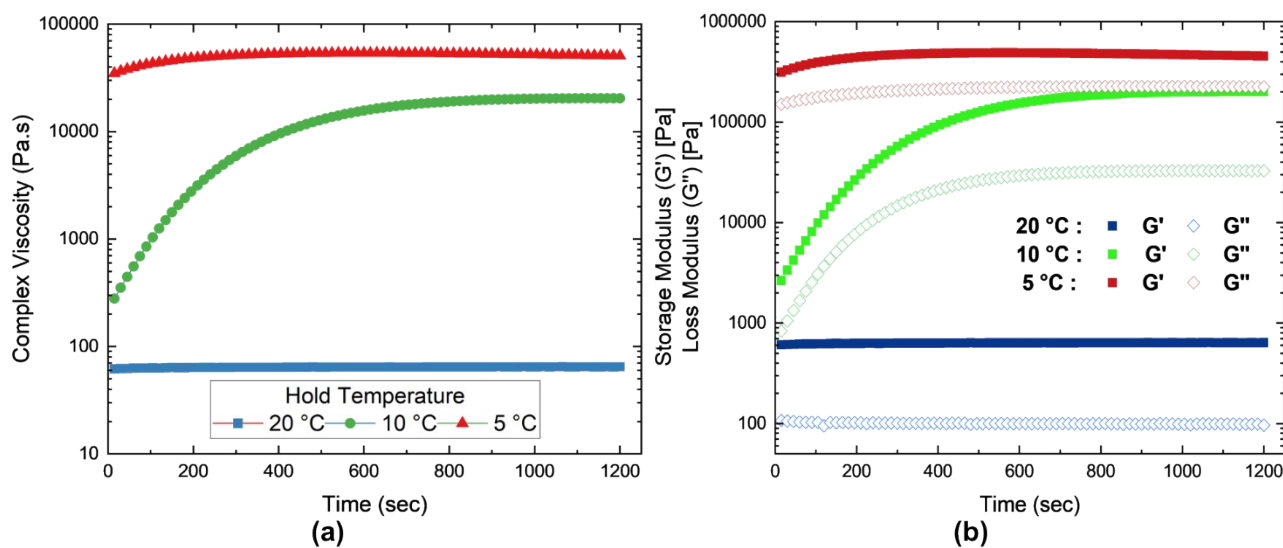 100000
10000
1000
100
10
Complex Viscosity (Pa.s)
Hold Temperature
20 °C 10 °C 5 °C
0 200 400 600 800 1000 1200
Time (sec)
(a)
1000000
100000
10000
1000
100
Storage Modulus (G') [Pa]
Loss Modulus (G") [Pa]
20 °C : G' G"
10 °C : G' G"
5 °C : G' G"
0 200 400 600 800 1000 1200
Time (sec)
(b)